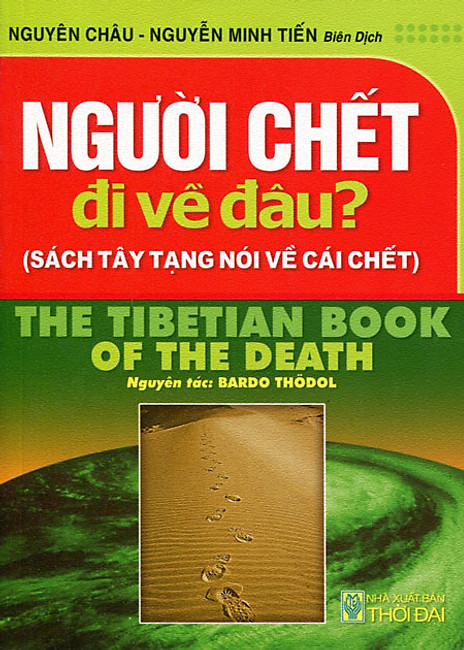 NGUYÊN CHÂU - NGUYỄN MINH TIẾN Biên Dịch
NGƯỜI CHẾT
đi về đâu?
(SÁCH TÂY TẠNG NÓI VỀ CÁI CHẾT)
THE TIBETIAN BOOK
OF THE DEATH
Nguyên tác: BARDO THÖDOL
NHÀ XUẤT BẢN
THỜI ĐẠI